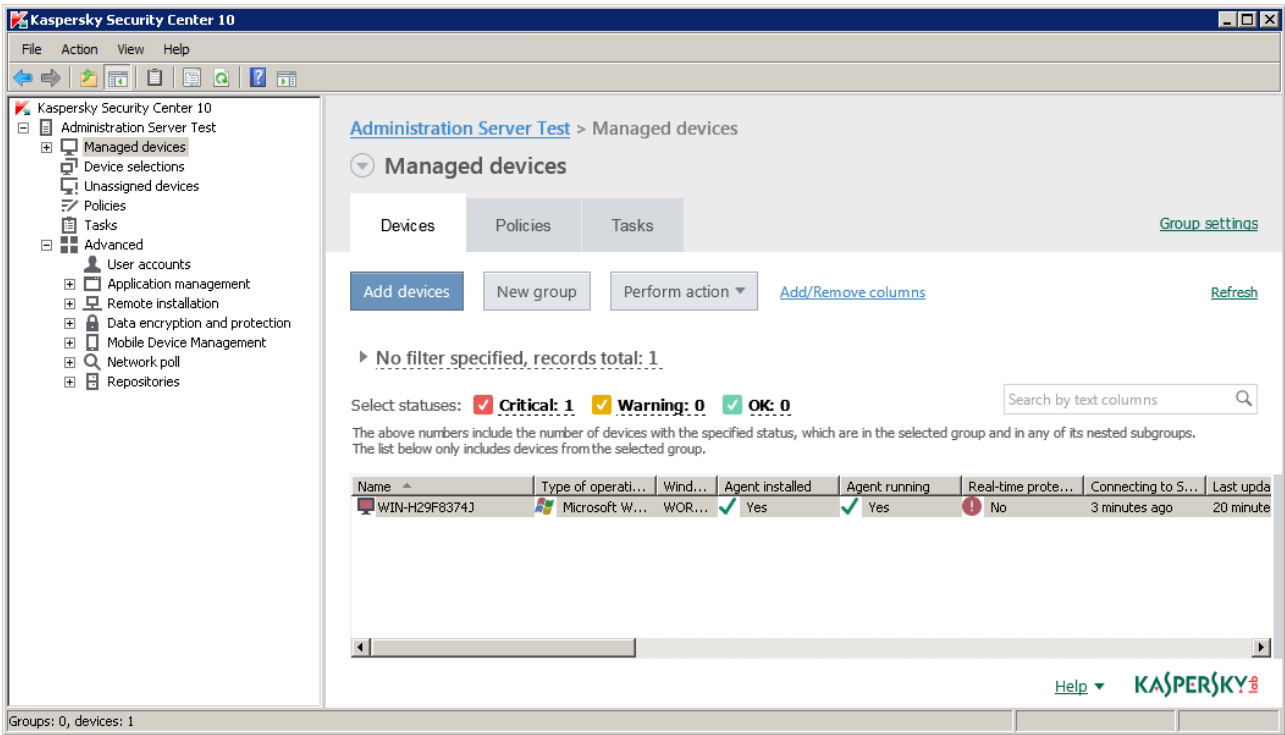 Kaspersky Security Center 10
File Action View Help
Kaspersky Security Center 10
Administration Server Test
Managed devices
Device selections
Unassigned devices
Policies
Tasks
Advanced
User accounts
Application management
Remote installation
Data encryption and protection
Mobile Device Management
Network poll
Repositories
Administration Server Test > Managed devices
Managed devices
Devices Policies Tasks Group settings
Add devices New group Perform action Add/Remove columns Refresh
No filter specified, records total: 1
Select statuses: Critical: 1 Warning: 0 OK: 0 Search by text columns
The above numbers include the number of devices with the specified status, which are in the selected group and in any of its nested subgroups.
The list below only includes devices from the selected group.
Name Type of operati... Wind... Agent installed Agent running Real-time prote... Connecting to S... Last upda
WIN-H29F8374J Microsoft W... WOR... Yes Yes No 3 minutes ago 20 minute
Help KASPERSKY lab
Groups: 0, devices: 1